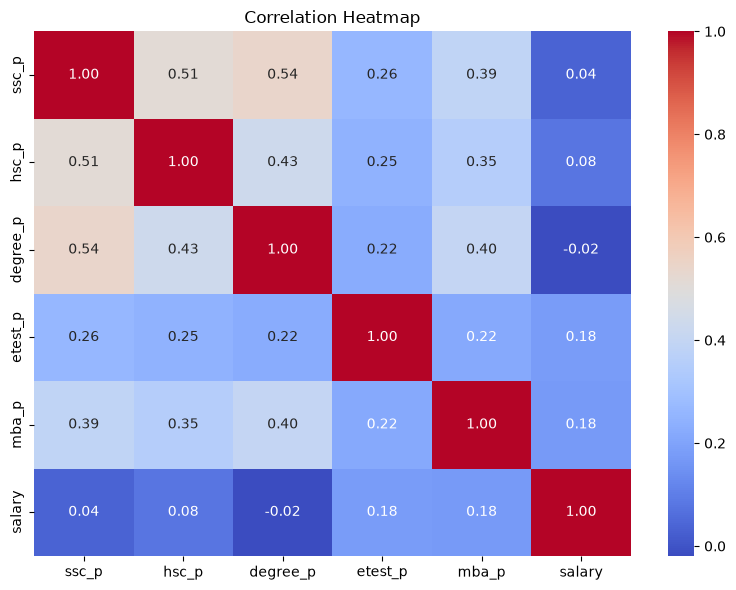 Correlation Heatmap
ssc_p 1.00 0.51 0.54 0.26 0.39 0.04
hsc_p 0.51 1.00 0.43 0.25 0.35 0.08
degree_p 0.54 0.43 1.00 0.22 0.40 -0.02
etest_p 0.26 0.25 0.22 1.00 0.22 0.18
mba_p 0.39 0.35 0.40 0.22 1.00 0.18
salary 0.04 0.08 -0.02 0.18 0.18 1.00
ssc_p hsc_p degree_p etest_p mba_p salary
1.0
0.8
0.6
0.4
0.2
0.0